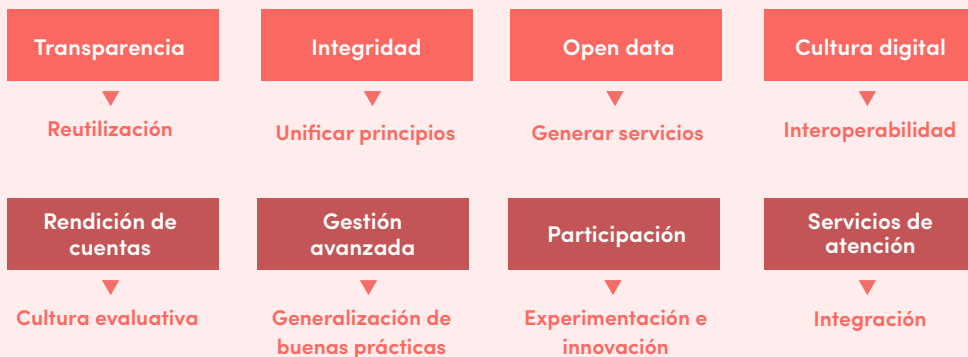 Transparencia
Integridad
Open data
Cultura digital
Reutilización
Unificar principios
Generar servicios
Interoperabilidad
Rendición de
cuentas
Gestión
avanzada
Participación
Servicios de
atención
Cultura evaluativa
Generalización de
buenas prácticas
Experimentación e
innovación
Integración